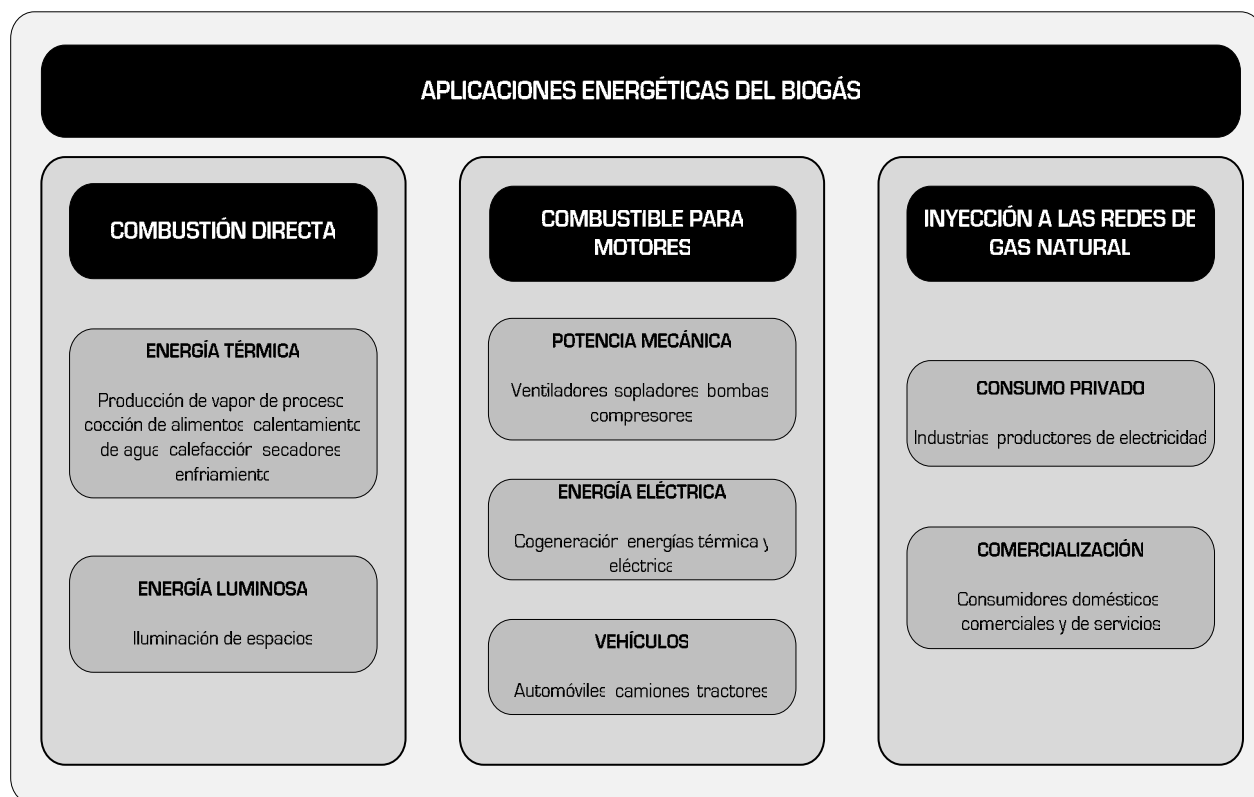 APLICACIONES ENERGÉTICAS DEL BIOGÁS
COMBUSTIÓN DIRECTA
ENERGÍA TÉRMICA
Producción de vapor de proceso
cocción de alimentos calentamiento
de agua calefacción secadores
enfriamiento
ENERGÍA LUMINOSA
Iluminación de espacios
COMBUSTIBLE PARA
MOTORES
POTENCIA MECÁNICA
Ventiladores sopladores bombas
compresores
ENERGÍA ELÉCTRICA
Cogeneración energías térmica y
eléctrica
VEHÍCULOS
Automóviles camiones tractores
INYECCIÓN A LAS REDES DE
GAS NATURAL
CONSUMO PRIVADO
Industrias productores de electricidad
COMERCIALIZACIÓN
Consumidores domésticos
comerciales y de servicios